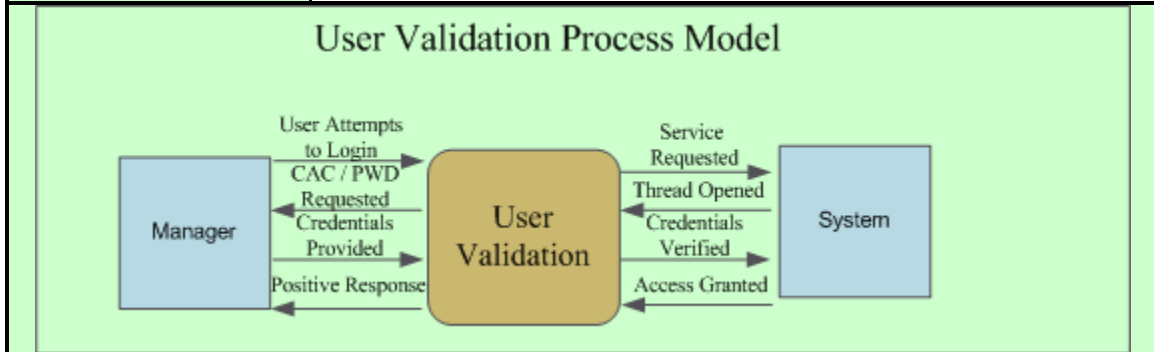 User Validation Process Model
User Attempts
to Login
CAC / PWD
Requested
Credentials
Provided
Positive Response
Manager
User
Validation
Service
Requested
Thread Opened
Credentials
Verified
Access Granted
System